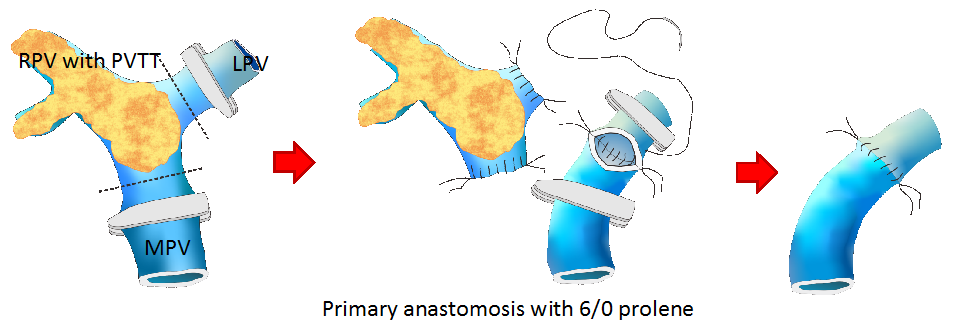 RPV with PVTT
LPV
MPV
Primary anastomosis with 6/0 prolene